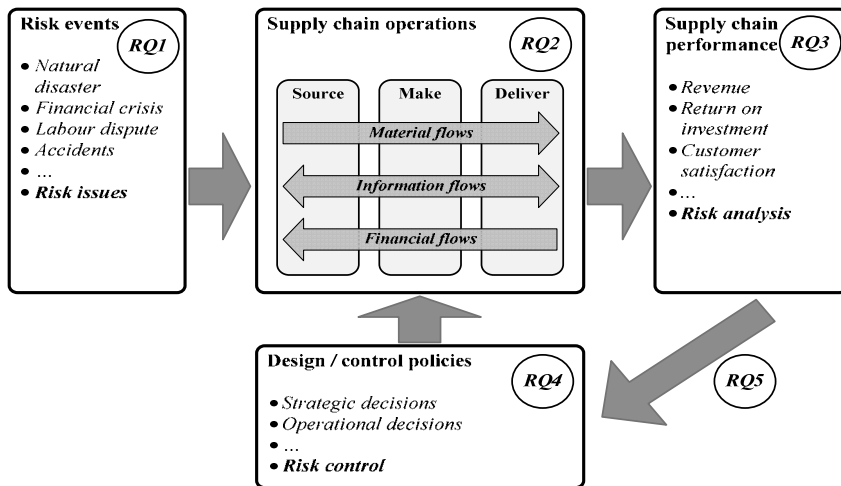 Risk events
RQ1
• Natural
disaster
• Financial crisis
• Labour dispute
• Accidents
• ...
• Risk issues
Supply chain operations
RQ2
Source
Make
Deliver
Material flows
Information flows
Financial flows
Supply chain
performance
RQ3
• Revenue
• Return on
investment
• Customer
satisfaction
• ...
• Risk analysis
Design / control policies
RQ4
• Strategic decisions
• Operational decisions
• ...
• Risk control
RQ5